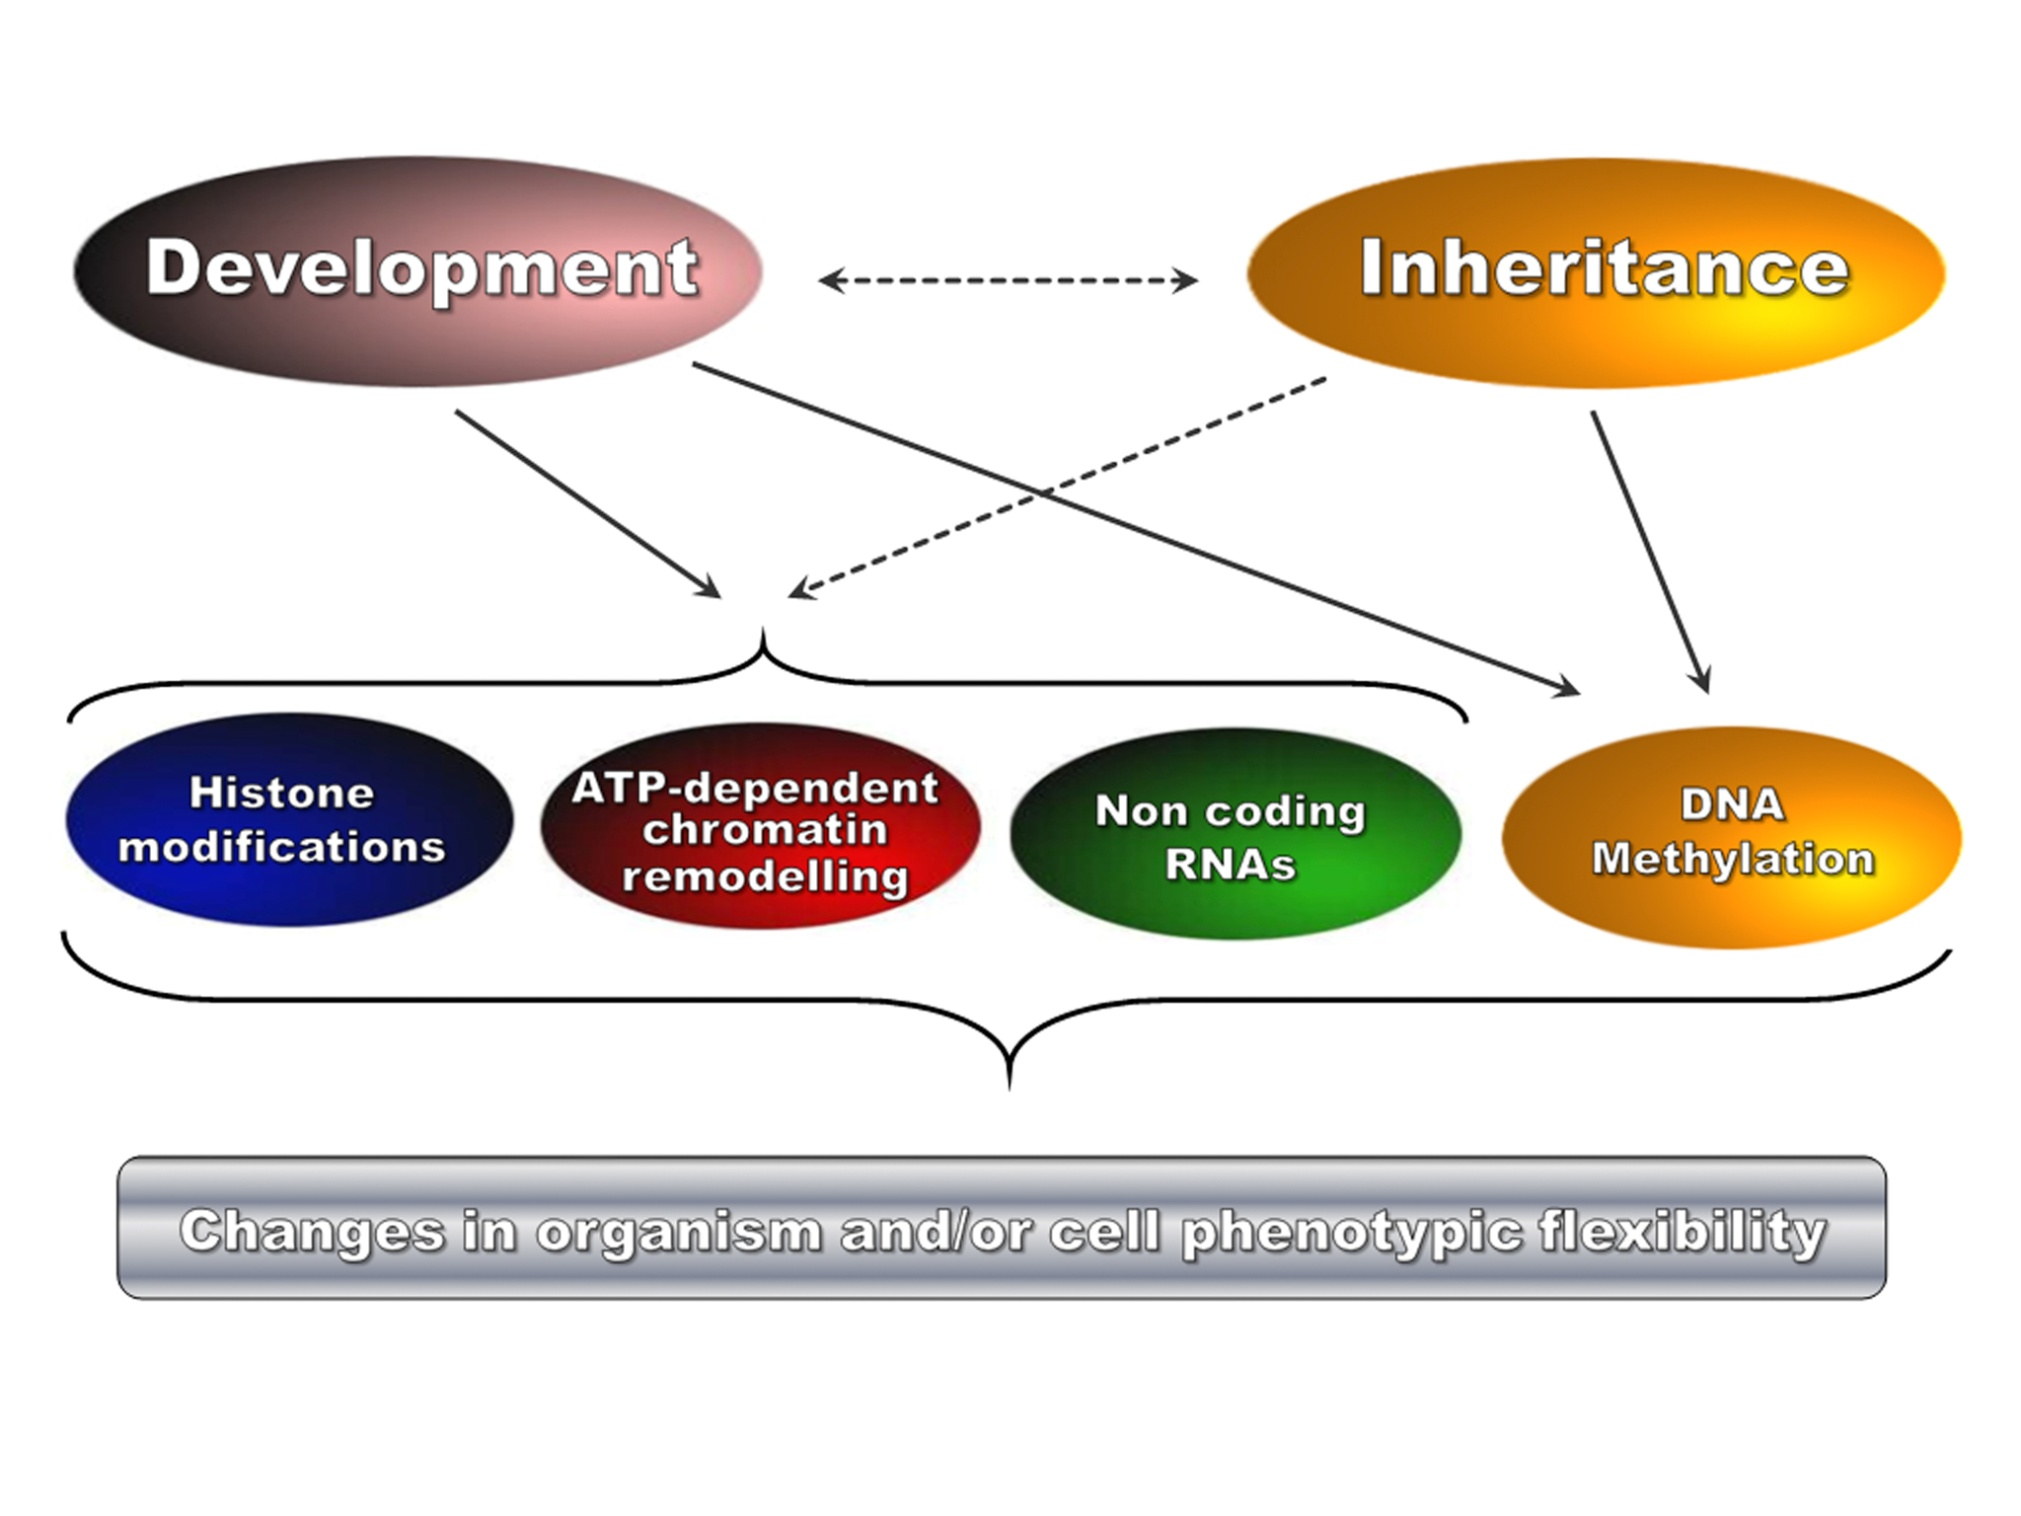 Development
Inheritance
Histone
modifications
ATP-dependent
chromatin
remodelling
Non coding
RNAs
DNA
Methylation
Changes in organism and/or cell phenotypic flexibility